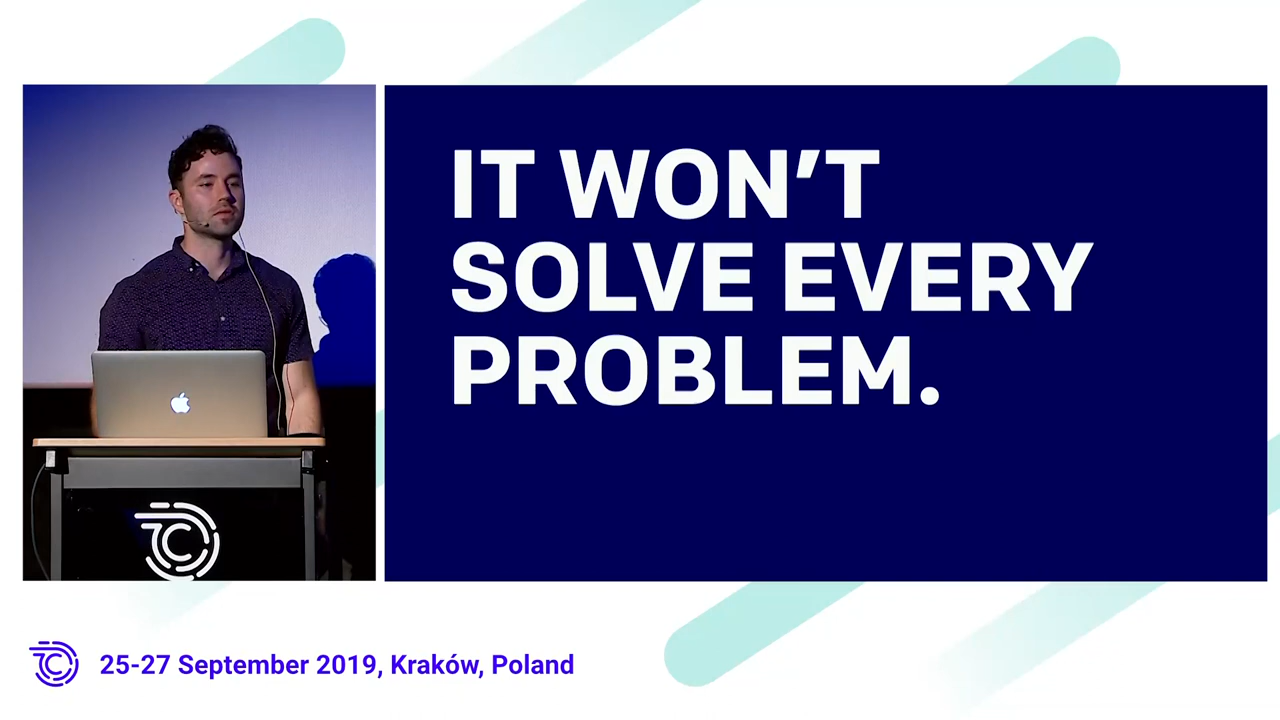 IT WON’T
SOLVE EVERY
PROBLEM.
25-27 September 2019, Kraków, Poland